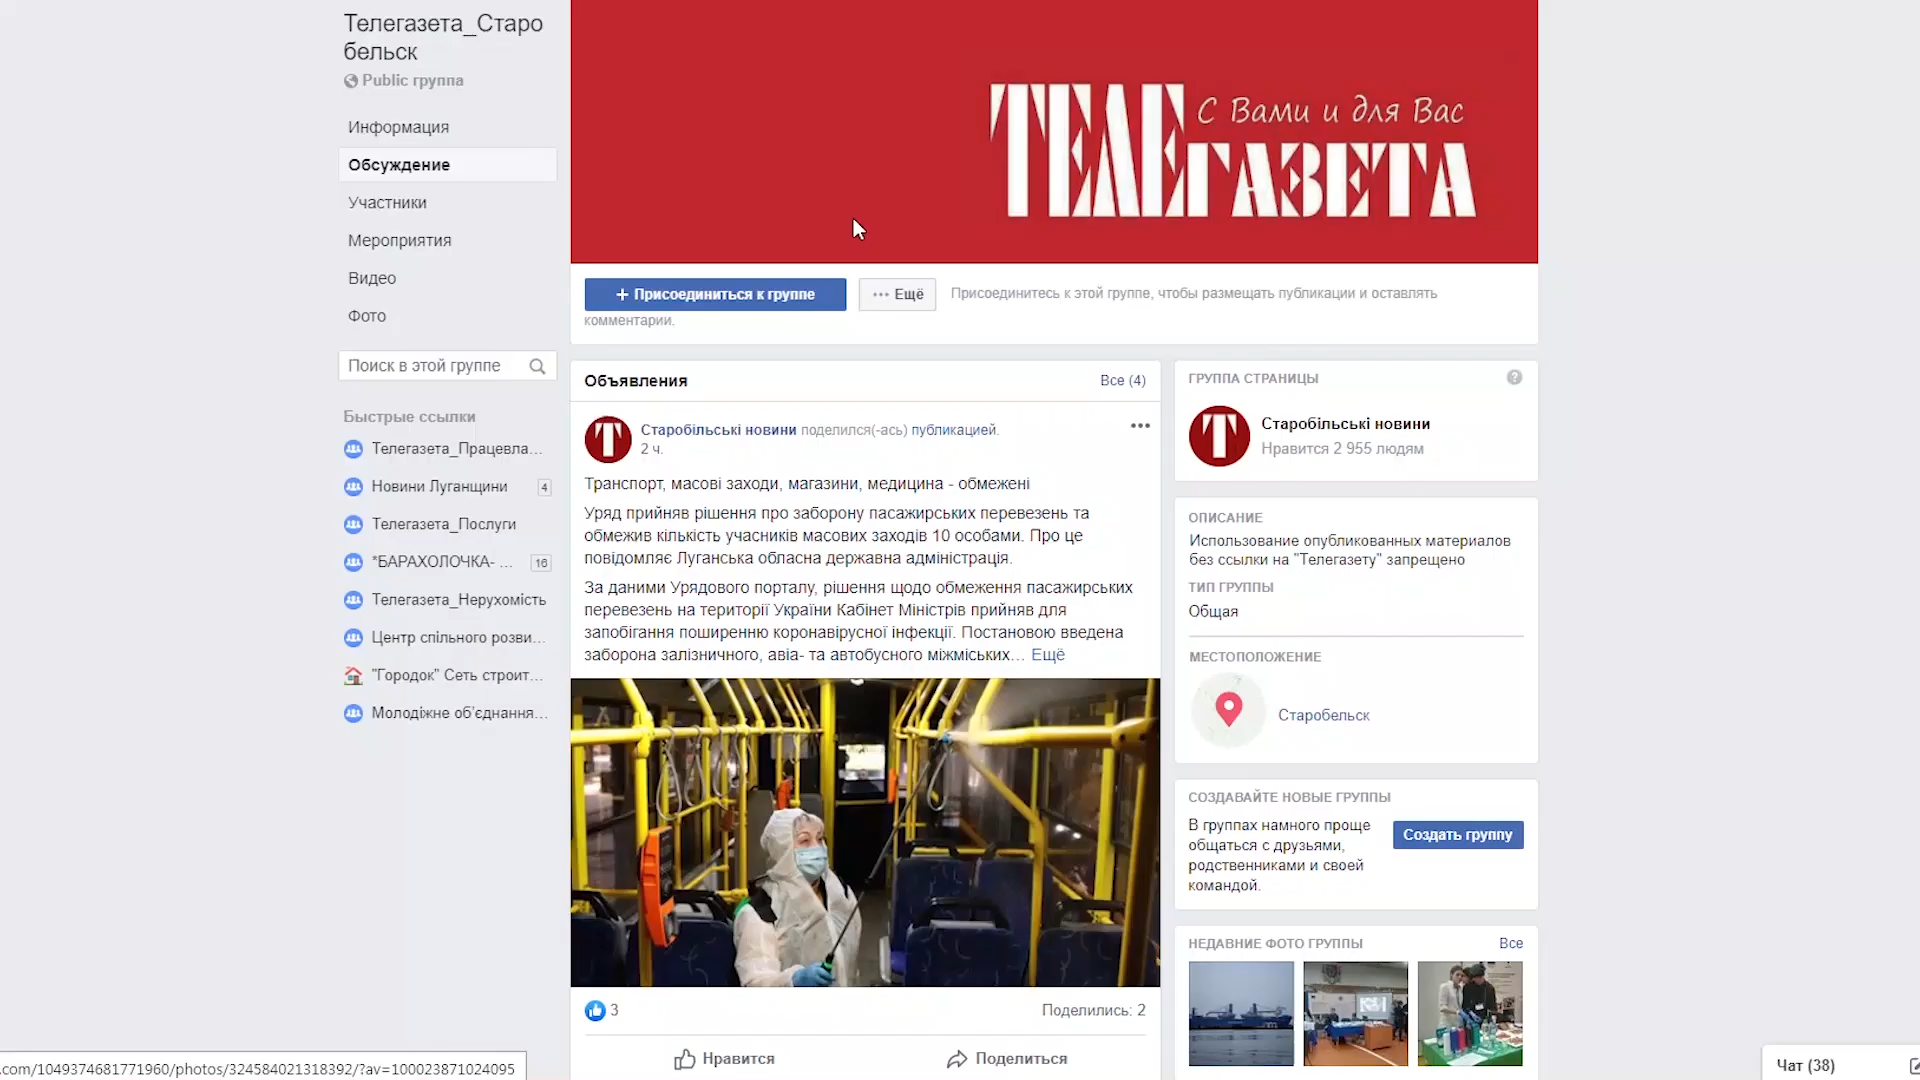 Телегазета_Старо
бельск
Public группа
Информация
Обсуждение
Участники
Мероприятия
Видео
Фото
Поиск в этой группе
Быстрые ссылки
Телегазета_Працевла...
Новини Луганщини 4
Телегазета_Послуги
*БАРАХОЛОЧКА- ... 16
Телегазета_Нерухомість
Центр спільного розви...
"Городок" Сеть строит...
Молодіжне об'єднання...
ТЕЛЕГАЗЕТА
С Вами и для Вас
+ Присоединиться к группе
... Ещё
Присоединитесь к этой группе, чтобы размещать публикации и оставлять
комментарии.
Объявления
Все (4)
Старобільські новини поделился(-ась) публикацией.
2 ч.
Транспорт, масові заходи, магазини, медицина - обмежені
Уряд прийняв рішення про заборону пасажирських перевезень та
обмежив кількість учасників масових заходів 10 особами. Про це
повідомляє Луганська обласна державна адміністрація.
За даними Урядового порталу, рішення щодо обмеження пасажирських
перевезень на території України Кабінет Міністрів прийняв для
запобігання поширенню коронавірусної інфекції. Постановою введена
заборона залізничного, авіа- та автобусного міжміських... Ещё
3
Поделились: 2
Нравится
Поделиться
ГРУППА СТРАНИЦЫ
?
Т
Старобільські новини
Нравится 2 955 людям
ОПИСАНИЕ
Использование опубликованных материалов
без ссылки на "Телегазету" запрещено
ТИП ГРУППЫ
Общая
МЕСТОПОЛОЖЕНИЕ
Старобельск
СОЗДАВАЙТЕ НОВЫЕ ГРУППЫ
В группах намного проще
общаться с друзьями,
родственниками и своей
командой.
Создать группу
НЕДАВНИЕ ФОТО ГРУППЫ
Все
.com/1049374681771960/photos/324584021318392/?av=100023871024095
Чат (38)